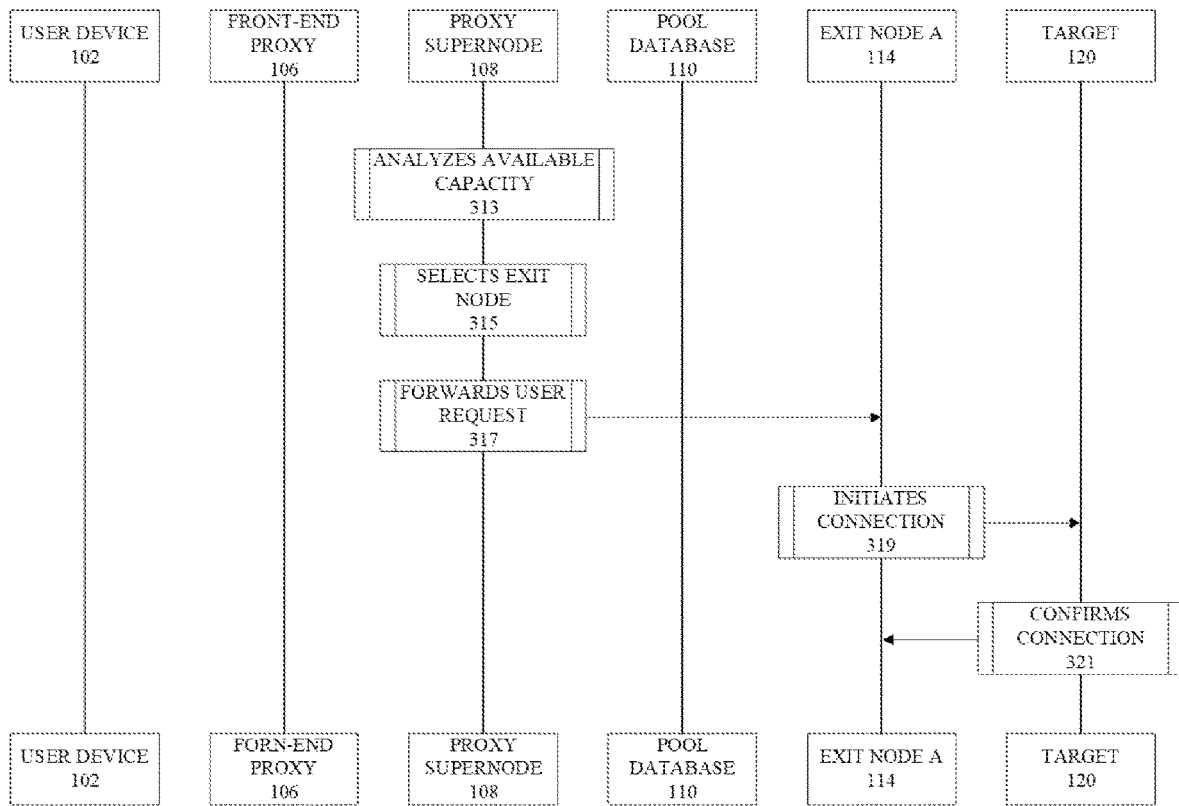 USER DEVICE
102
FRONT-END
PROXY
106
PROXY
SUPERNODE
108
POOL
DATABASE
110
EXIT NODE A
114
TARGET
120
ANALYZES AVAILABLE
CAPACITY
313
SELECTS EXIT
NODE
315
FORWARDS USER
REQUEST
317
INITIATES
CONNECTION
319
CONFIRMS
CONNECTION
321
USER DEVICE
102
FORN-END
PROXY
106
PROXY
SUPERNODE
108
POOL
DATABASE
110
EXIT NODE A
114
TARGET
120